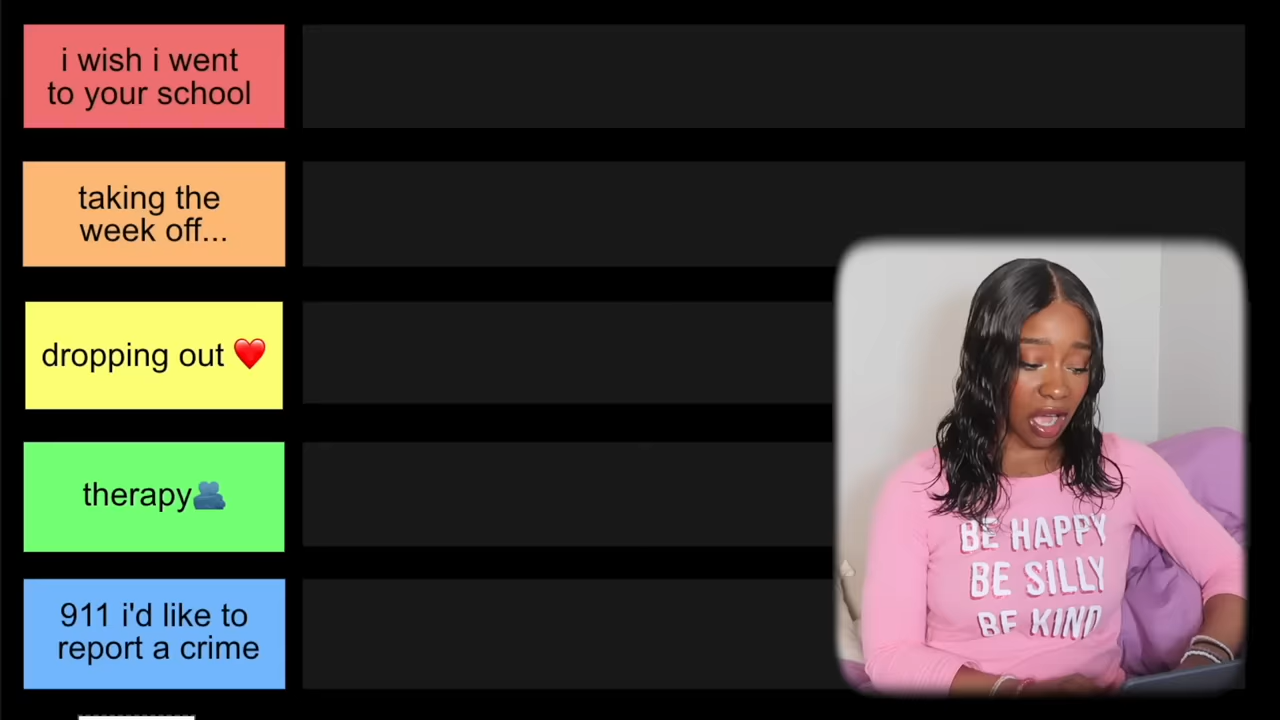 i wish i went
to your school
taking the
week off...
dropping out ❤️
therapy🫂
911 i'd like to
report a crime
BE HAPPY
BE SILLY
BE KIND